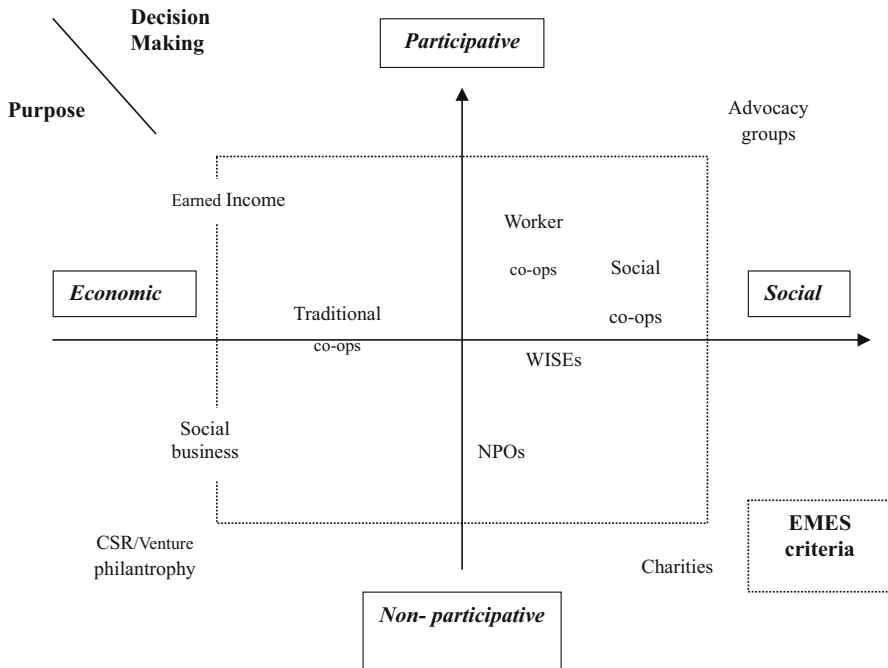 Decision
Making
Purpose
Participative
Advocacy
groups
Earned Income
Worker
co-ops
Social
co-ops
Economic
Social
Traditional
co-ops
WISEs
Social
business
NPOs
EMES
criteria
CSR/Venture
philantrophy
Charities
Non- participative